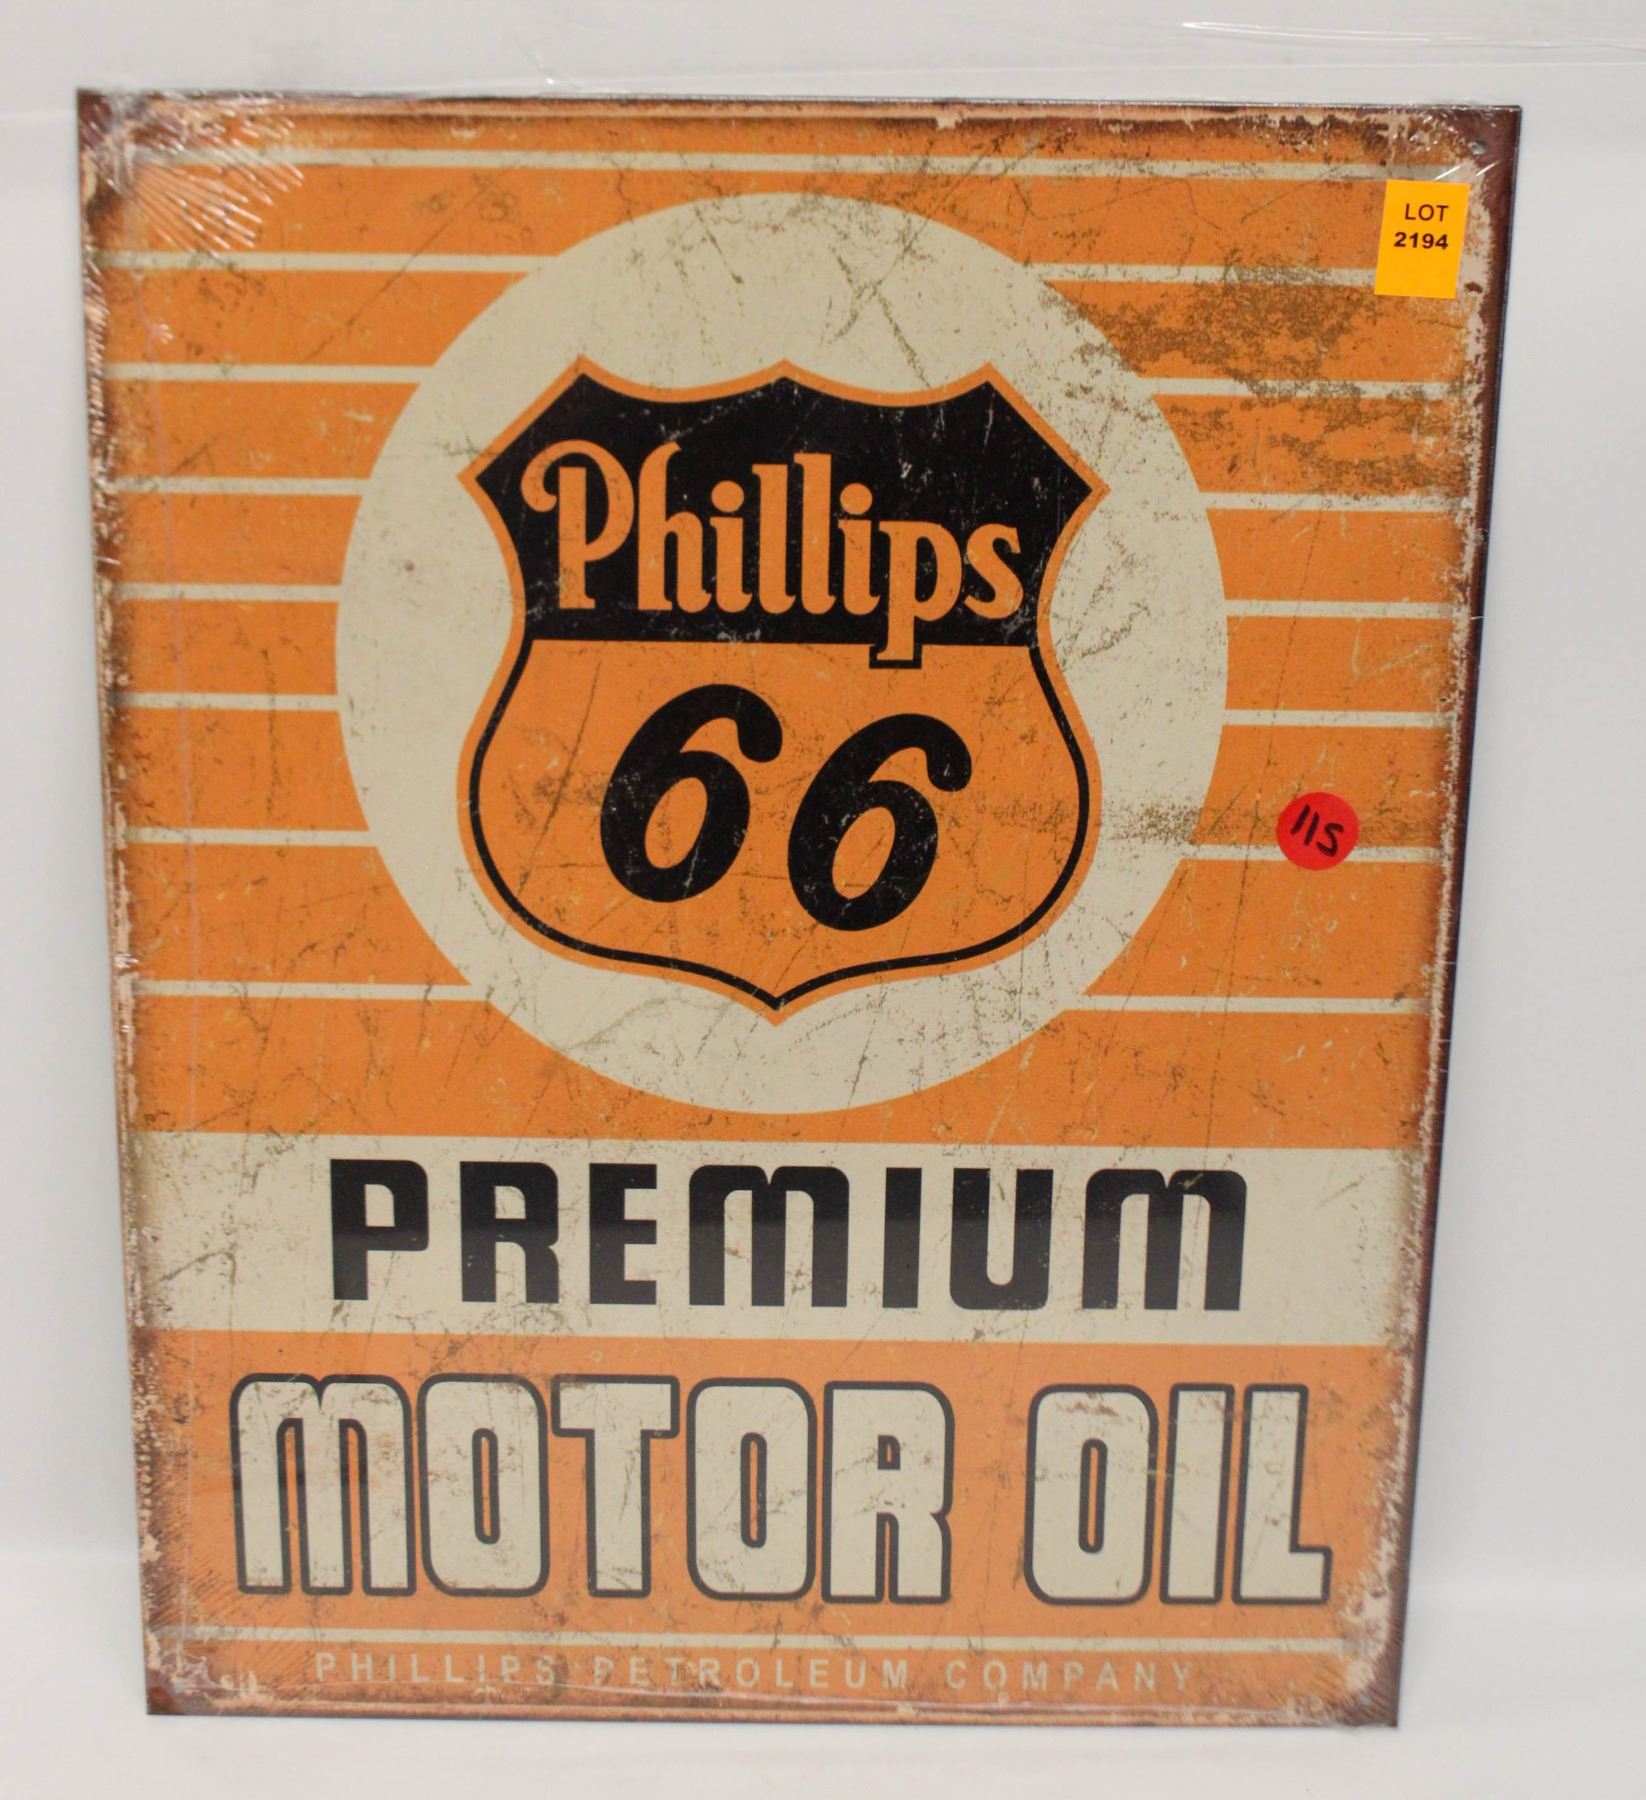 LOT
2194
Phillips
66
115
PREMIUM
MOTOR OIL
PHILLIPS PETROLEUM COMPANY